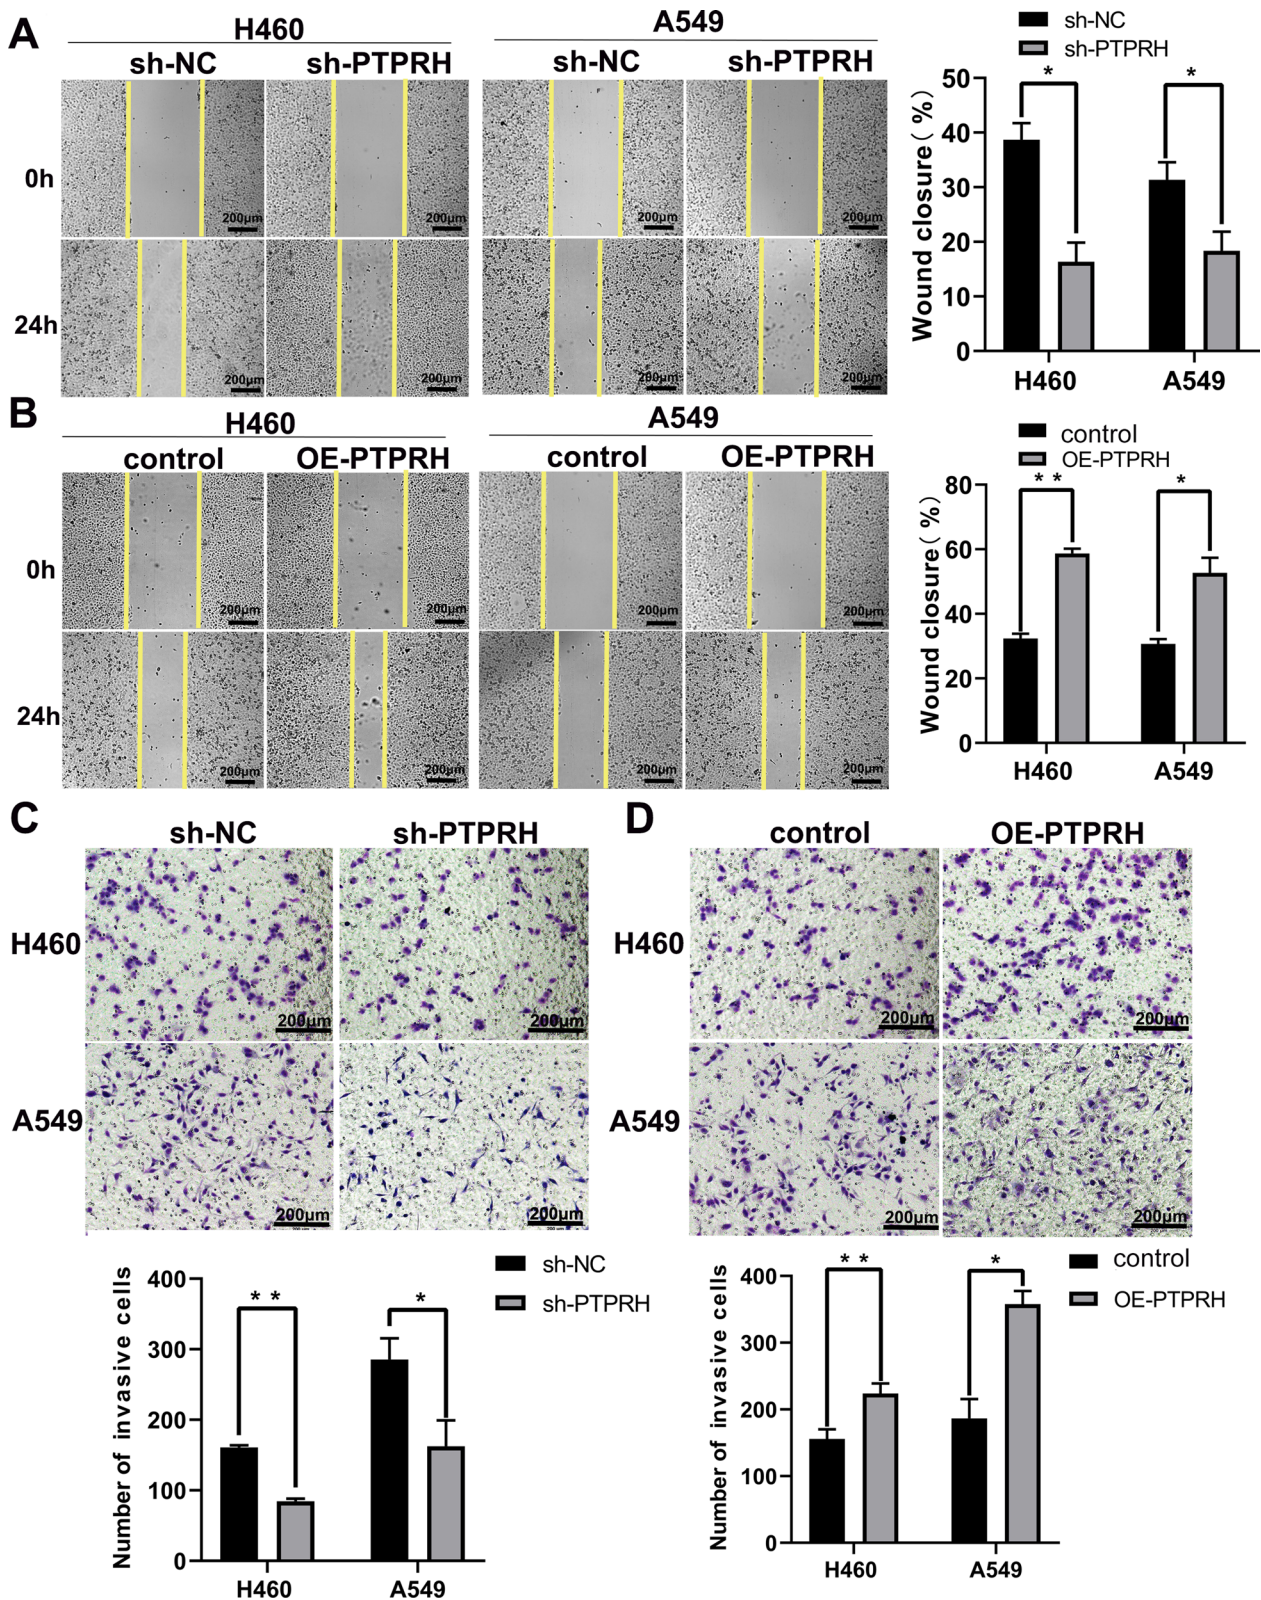 A
H460
A549
sh-NC
sh-PTPRH
sh-NC
sh-PTPRH
0h
200μm
200μm
200μm
200μm
24h
200μm
200μm
200μm
200μm
sh-NC
sh-PTPRH
Wound closure( %)
50
40
30
20
10
0
*
*
H460
A549
B
H460
A549
control
OE-PTPRH
control
OE-PTPRH
0h
200μm
200μm
200μm
200μm
24h
200μm
200μm
200μm
200μm
control
OE-PTPRH
Wound closure( %)
80
60
40
20
0
* *
*
H460
A549
C
sh-NC
sh-PTPRH
H460
200μm
200μm
A549
200μm
200μm
sh-NC
sh-PTPRH
Number of invasive cells
400
300
200
100
0
* *
*
H460
A549
D
control
OE-PTPRH
H460
200μm
200μm
A549
200μm
200μm
control
OE-PTPRH
Number of invasive cells
400
300
200
100
0
* *
*
H460
A549